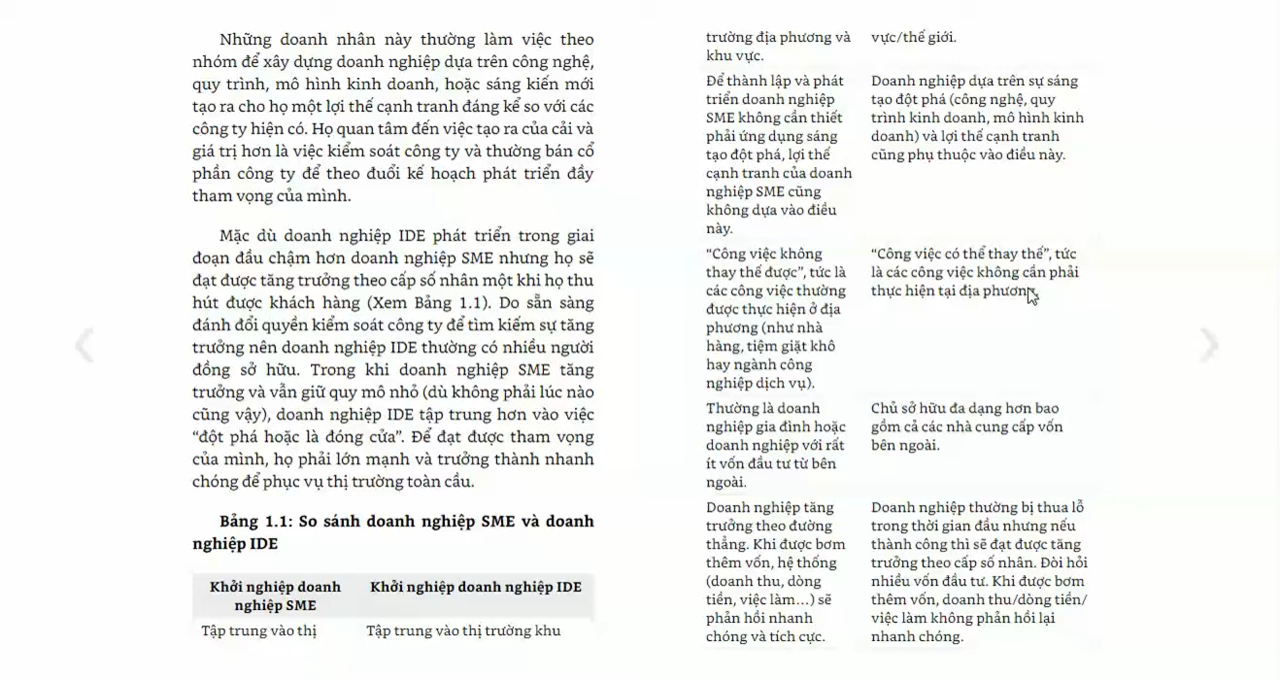 Những doanh nhân này thường làm việc theo
nhóm để xây dựng doanh nghiệp dựa trên công nghệ,
quy trình, mô hình kinh doanh, hoặc sáng kiến mới
tạo ra cho họ một lợi thế cạnh tranh đáng kể so với các
công ty hiện có. Họ quan tâm đến việc tạo ra của cải và
giá trị hơn là việc kiểm soát công ty và thường bán cổ
phần công ty để theo đuổi kế hoạch phát triển đầy
tham vọng của mình.
Mặc dù doanh nghiệp IDE phát triển trong giai
đoạn đầu chậm hơn doanh nghiệp SME nhưng họ sẽ
đạt được tăng trưởng theo cấp số nhân một khi họ thu
hút được khách hàng (Xem Bảng 1.1). Do sẵn sàng
đánh đổi quyền kiểm soát công ty để tìm kiếm sự tăng
trưởng nên doanh nghiệp IDE thường có nhiều người
đồng sở hữu. Trong khi doanh nghiệp SME tăng
trưởng và vẫn giữ quy mô nhỏ (dù không phải lúc nào
cũng vậy), doanh nghiệp IDE tập trung hơn vào việc
“đột phá hoặc là đóng cửa”. Để đạt được tham vọng
của mình, họ phải lớn mạnh và trưởng thành nhanh
chóng để phục vụ thị trường toàn cầu.
Bảng 1.1: So sánh doanh nghiệp SME và doanh
nghiệp IDE
Khởi nghiệp doanh
nghiệp SME
Khởi nghiệp doanh nghiệp IDE
Tập trung vào thị
Tập trung vào thị trường khu
trường địa phương và
khu vực.
vực/thế giới.
Để thành lập và phát
triển doanh nghiệp
SME không cần thiết
phải ứng dụng sáng
tạo đột phá, lợi thế
cạnh tranh của doanh
nghiệp SME cũng
không dựa vào điều
này.
Doanh nghiệp dựa trên sự sáng
tạo đột phá (công nghệ, quy
trình kinh doanh, mô hình kinh
doanh) và lợi thế cạnh tranh
cũng phụ thuộc vào điều này.
“Công việc không
thay thế được”, tức là
các công việc thường
được thực hiện ở địa
phương (như nhà
hàng, tiệm giặt khô
hay ngành công
nghiệp dịch vụ).
“Công việc có thể thay thế”, tức
là các công việc không cần phải
thực hiện tại địa phương.
Thường là doanh
nghiệp gia đình hoặc
doanh nghiệp với rất
ít vốn đầu tư từ bên
ngoài.
Chủ sở hữu đa dạng hơn bao
gồm cả các nhà cung cấp vốn
bên ngoài.
Doanh nghiệp tăng
trưởng theo đường
thẳng. Khi được bơm
thêm vốn, hệ thống
(doanh thu, dòng
tiền, việc làm...) sẽ
phản hồi nhanh
chóng và tích cực.
Doanh nghiệp thường bị thua lỗ
trong thời gian đầu nhưng nếu
thành công thì sẽ đạt được tăng
trưởng theo cấp số nhân. Đòi hỏi
nhiều vốn đầu tư. Khi được bơm
thêm vốn, doanh thu/dòng tiền/
việc làm không phản hồi lại
nhanh chóng.